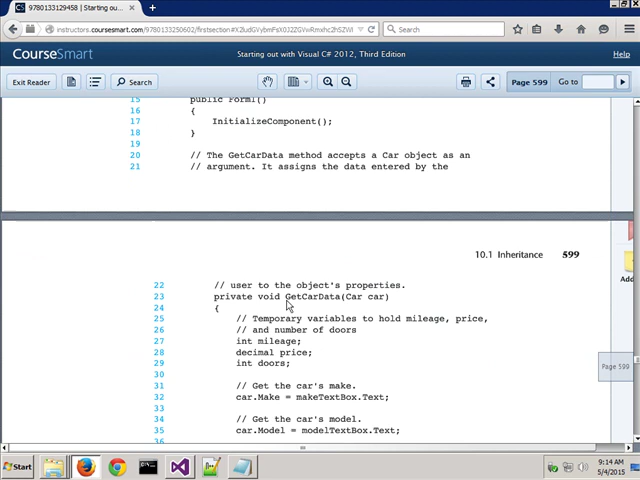 9780133129458 | Starting out...
instructors.coursesmart.com/9780133250602/firstsection#X2ludGVybmFsX0J2ZGVwRmxhc2hSZWFkZXI
Search
CourseSmart
Starting out with Visual C# 2012, Third Edition
Help
Exit Reader
Search
Page 599
Go to
15 public Form1()
16 {
17 InitializeComponent();
18 }
19
20 // The GetCarData method accepts a Car object as an
21 // argument. It assigns the data entered by the
10.1 Inheritance 599
Add
22 // user to the object's properties.
23 private void GetCarData(Car car)
24 {
25 // Temporary variables to hold mileage, price,
26 // and number of doors
27 int mileage;
28 decimal price;
29 int doors;
31 // Get the car's make.
32 car.Make = makeTextBox.Text;
34 // Get the car's model.
35 car.Model = modelTextBox.Text;
36
Page 599
Start
9:14 AM
5/4/2015